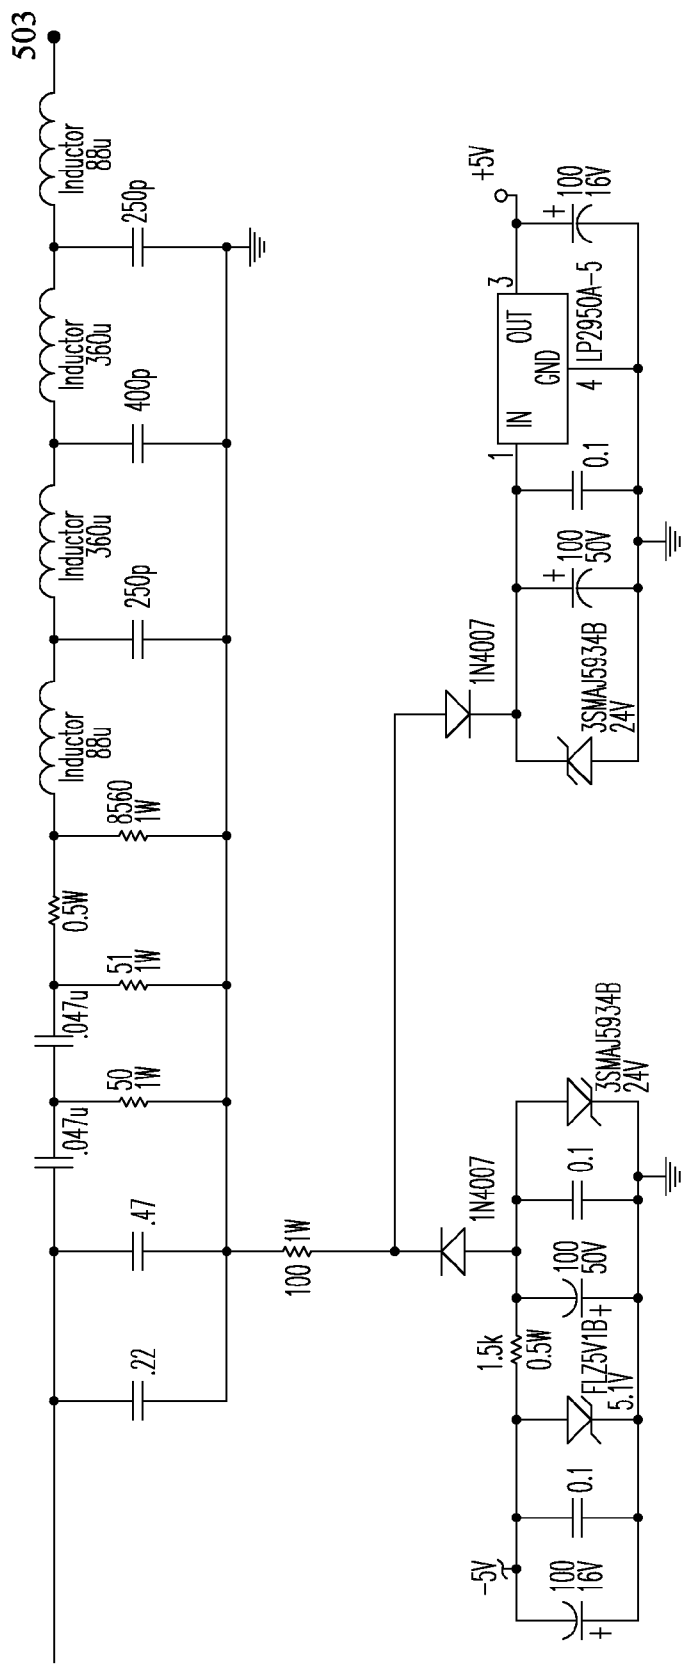 503
Inductor
88u
250p
Inductor
360u
400p
Inductor
360u
250p
Inductor
88u
8560
1W
0.5W
51
1W
.047u
50
1W
.047u
.47
.22
100 1W
1N4007
1N4007
+5V
+ 100
16V
3
OUT
GND
IN
LP2950A-5
4
1
0.1
+ 100
50V
3SMAJ5934B
24V
3SMAJ5934B
24V
0.1
100
50V
+
1.5k
0.5W
FLZ5V1B
5.1V
0.1
-5V
100
16V
+